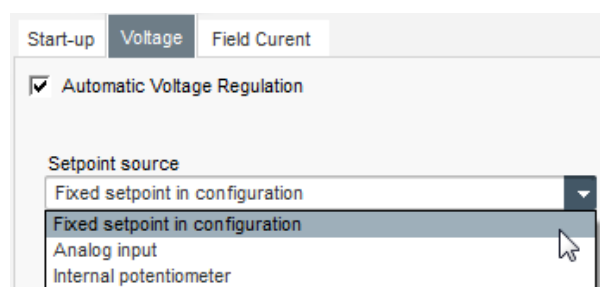 Start-up Voltage Field Curent
Automatic Voltage Regulation
Setpoint source
Fixed setpoint in configuration
Fixed setpoint in configuration
Analog input
Internal potentiometer